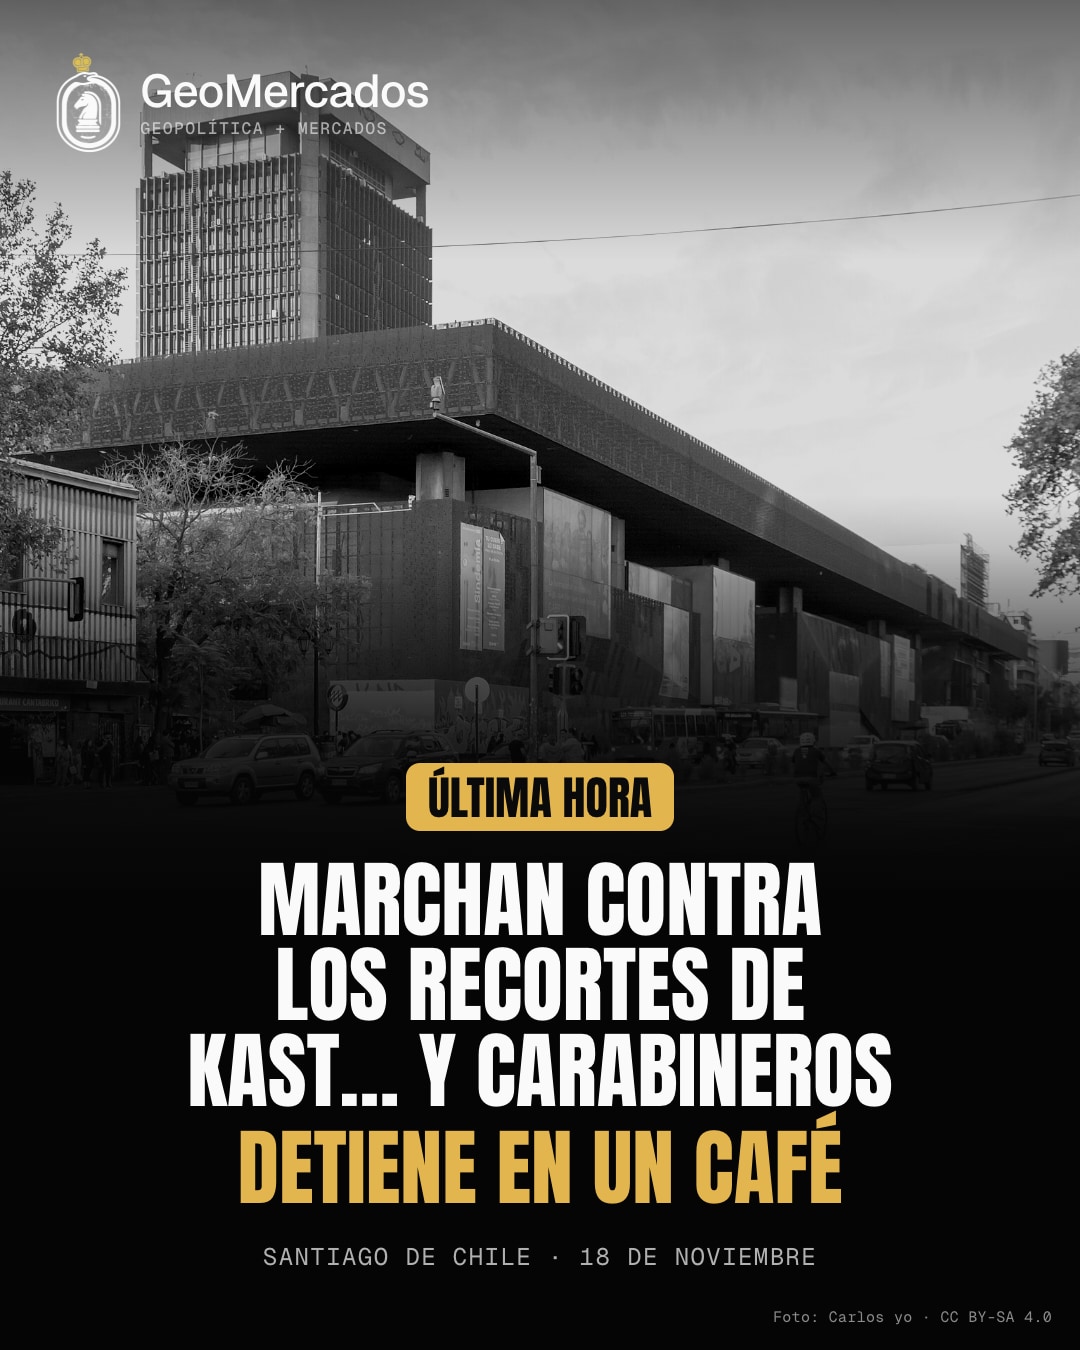 GeoMercados
GEOPOLÍTICA + MERCADOS
ÚLTIMA HORA
MARCHAN CONTRA
LOS RECORTES DE
KAST... Y CARABINEROS
DETIENE EN UN CAFÉ
SANTIAGO DE CHILE · 18 DE NOVIEMBRE
Foto: Carlos yo · CC BY-SA 4.0